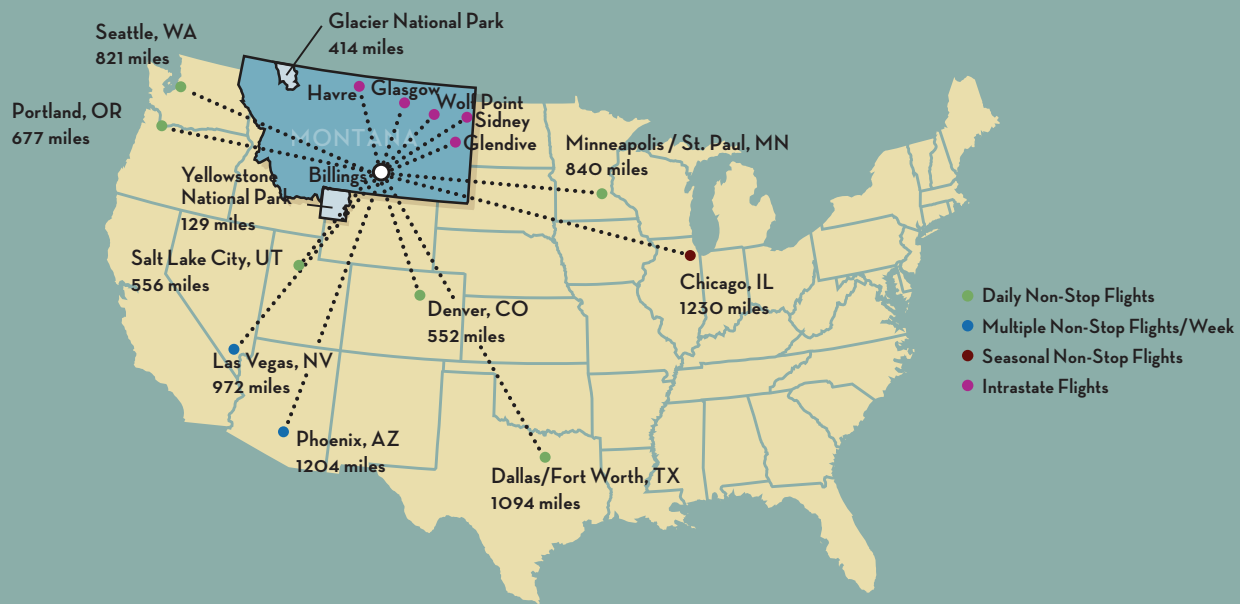 Glacier National Park
414 miles
Seattle, WA
821 miles
Portland, OR
677 miles
Havre
Glasgow
Wolf Point
Sidney
Glendive
MONTANA
Billings
Minneapolis / St. Paul, MN
840 miles
Yellowstone
National Park
129 miles
Salt Lake City, UT
556 miles
Denver, CO
552 miles
Chicago, IL
1230 miles
Las Vegas, NV
972 miles
Phoenix, AZ
1204 miles
Dallas/Fort Worth, TX
1094 miles
Daily Non-Stop Flights
Multiple Non-Stop Flights/Week
Seasonal Non-Stop Flights
Intrastate Flights